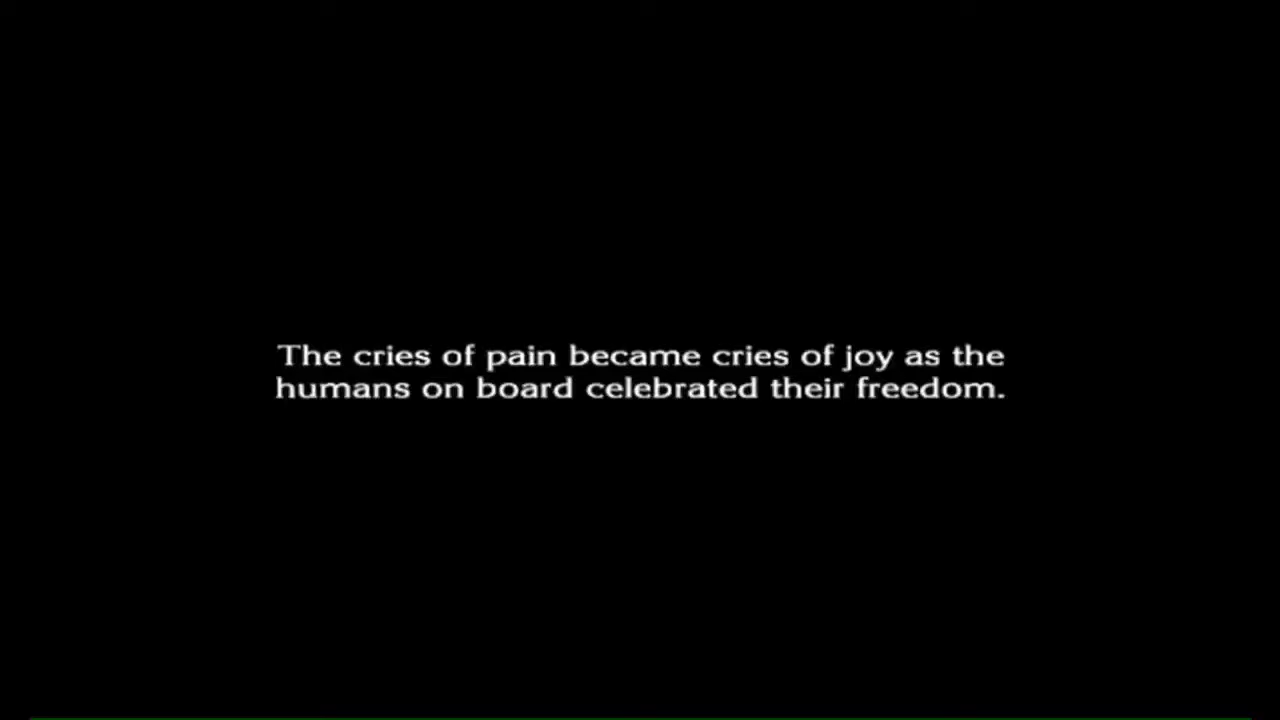 The cries of pain became cries of joy as the
humans on board celebrated their freedom.